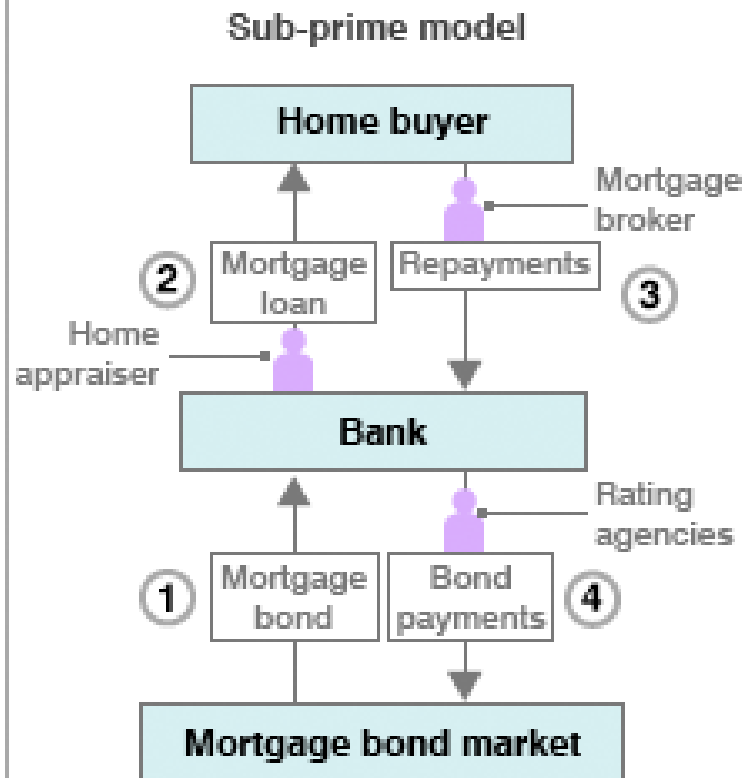 Sub-prime model
Home buyer
Mortgage
broker
2
Mortgage
loan
Repayments
3
Home
appraiser
Bank
Rating
agencies
1
Mortgage
bond
Bond
payments
4
Mortgage bond market